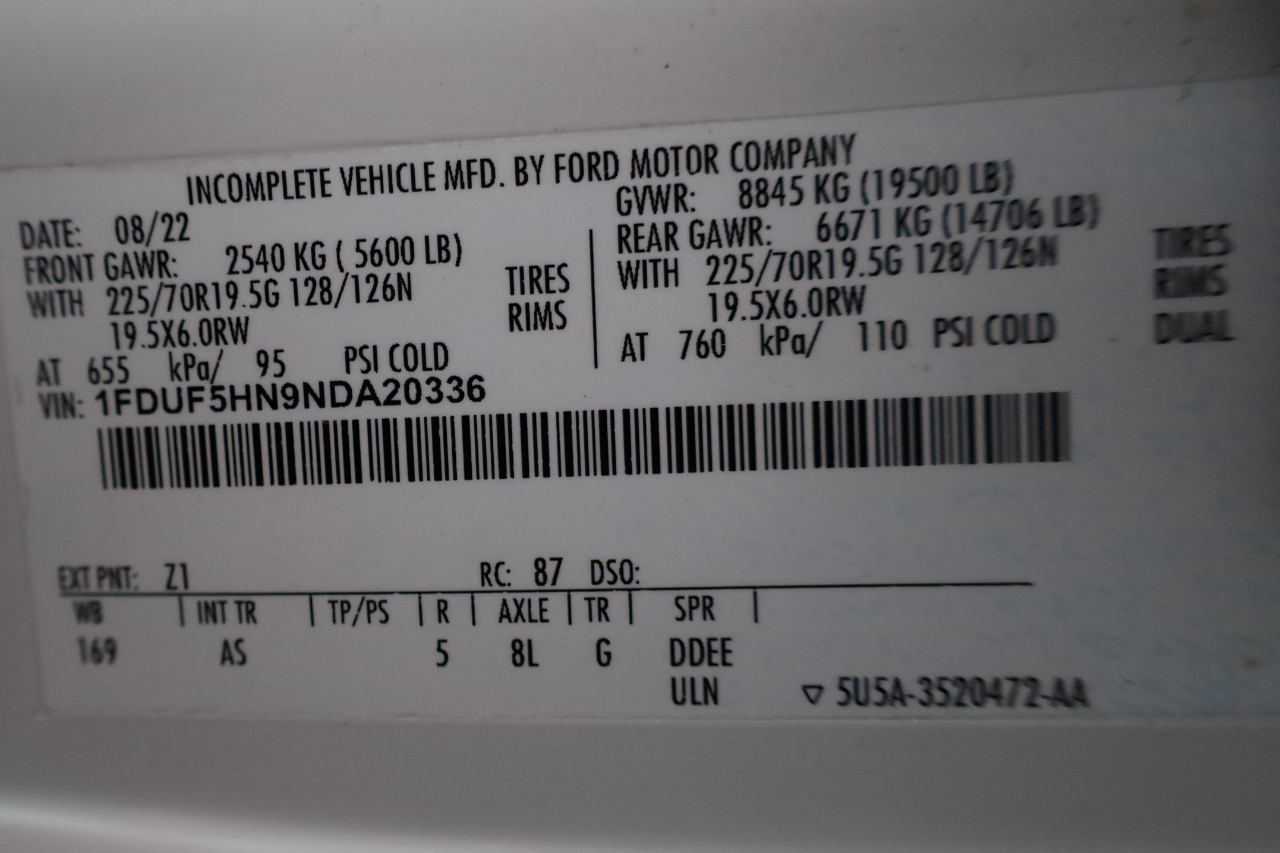 INCOMPLETE VEHICLE MFD. BY FORD MOTOR COMPANY
DATE: 08/22
GVWR: 8845 KG (19500 LB)
FRONT GAWR: 2540 KG ( 5600 LB)
REAR GAWR: 6671 KG (14706 LB)
WITH 225/70R19.5G 128/126N TIRES
WITH 225/70R19.5G 128/126N TIRES
19.5X6.0RW RIMS
19.5X6.0RW RIMS
AT 655 kPa/ 95 PSI COLD
AT 760 kPa/ 110 PSI COLD DUAL
VIN: 1FDUF5HN9NDA20336
EXT PNT: Z1 RC: 87 DSO:
WB | INT TR | TP/PS | R | AXLE | TR | SPR |
169 AS 5 8L G DDEE
ULN ▽ 5U5A-3520472-AA